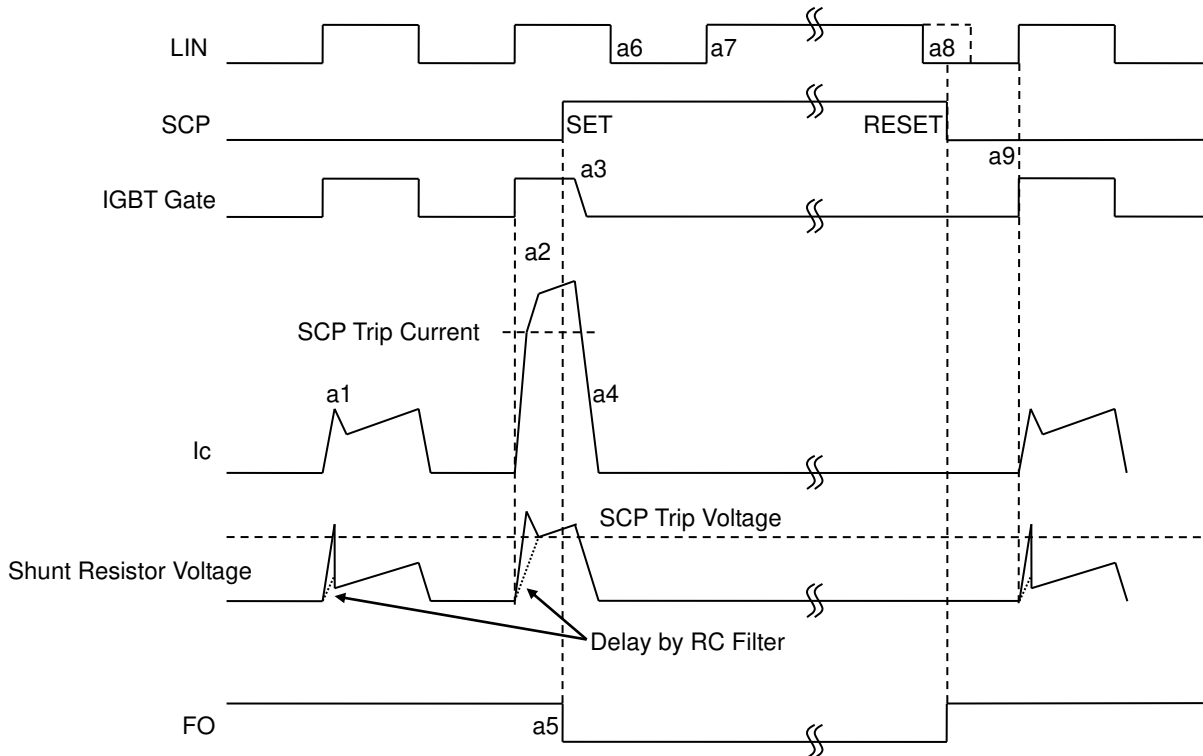 LIN
a6
a7
a8
SCP
SET
RESET
a9
IGBT Gate
a3
a2
SCP Trip Current
a1
a4
Ic
SCP Trip Voltage
Shunt Resistor Voltage
Delay by RC Filter
FO
a5